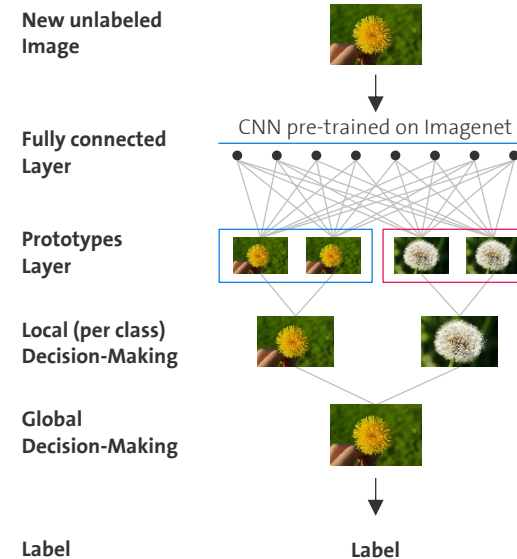 New unlabeled
Image
CNN pre-trained on Imagenet
Fully connected
Layer
Prototypes
Layer
Local (per class)
Decision-Making
Global
Decision-Making
Label
Label